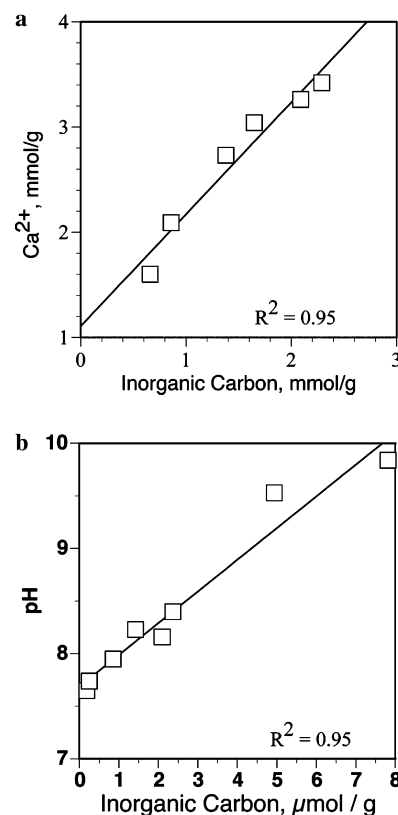 a
4
3
2
1
Ca2+, mmol/g
R2 = 0.95
0 1 2 3
Inorganic Carbon, mmol/g
b
10
9
8
7
pH
R2 = 0.95
0 1 2 3 4 5 6 7 8
Inorganic Carbon, µmol / g